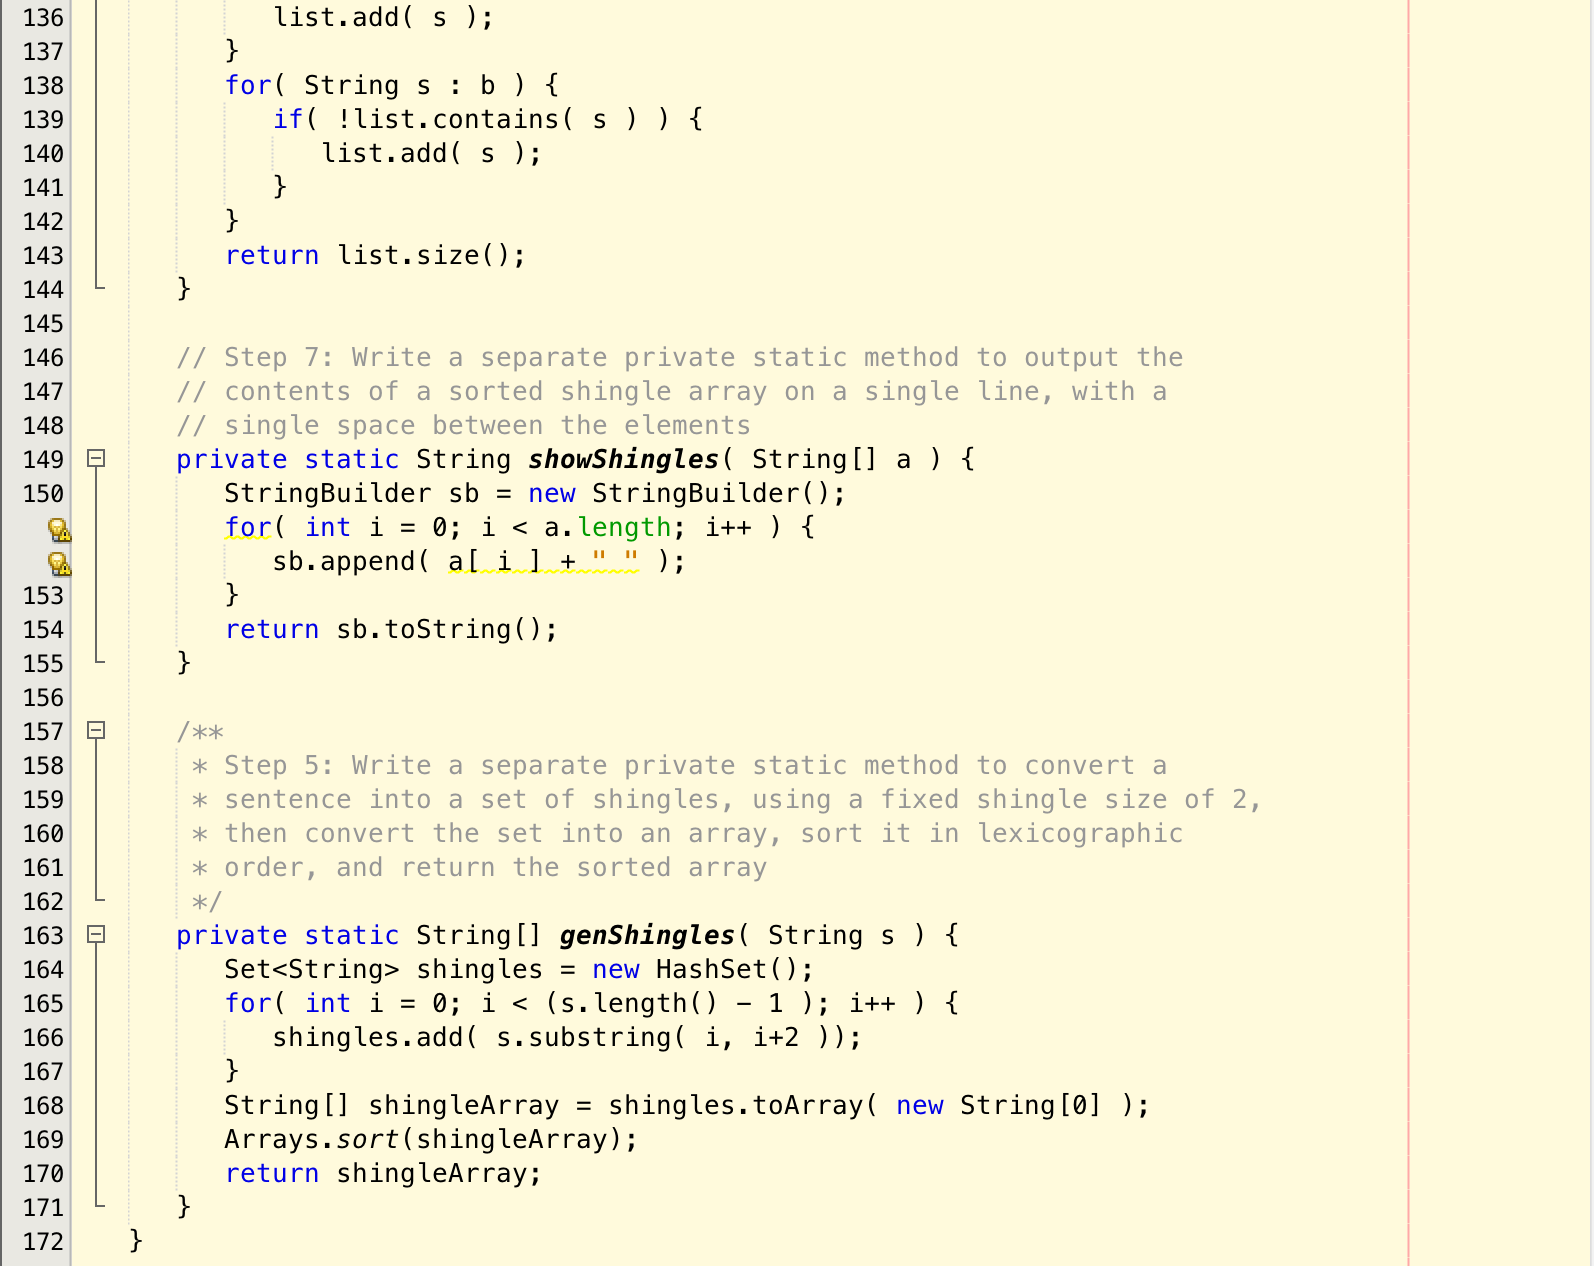 136 list.add( s );
137 }
138 for( String s : b ) {
139 if( !list.contains( s ) ) {
140 list.add( s );
141 }
142 }
143 return list.size();
144 }
145
146 // Step 7: Write a separate private static method to output the
147 // contents of a sorted shingle array on a single line, with a
148 // single space between the elements
149 private static String showShingles( String[] a ) {
150 StringBuilder sb = new StringBuilder();
for( int i = 0; i < a.length; i++ ) {
sb.append( a[ i ] + " " );
153 }
154 return sb.toString();
155 }
156
157 /**
158 * Step 5: Write a separate private static method to convert a
159 * sentence into a set of shingles, using a fixed shingle size of 2,
160 * then convert the set into an array, sort it in lexicographic
161 * order, and return the sorted array
162 */
163 private static String[] genShingles( String s ) {
164 Set<String> shingles = new HashSet();
165 for( int i = 0; i < (s.length() - 1 ); i++ ) {
166 shingles.add( s.substring( i, i+2 ));
167 }
168 String[] shingleArray = shingles.toArray( new String[0] );
169 Arrays.sort(shingleArray);
170 return shingleArray;
171 }
172 }